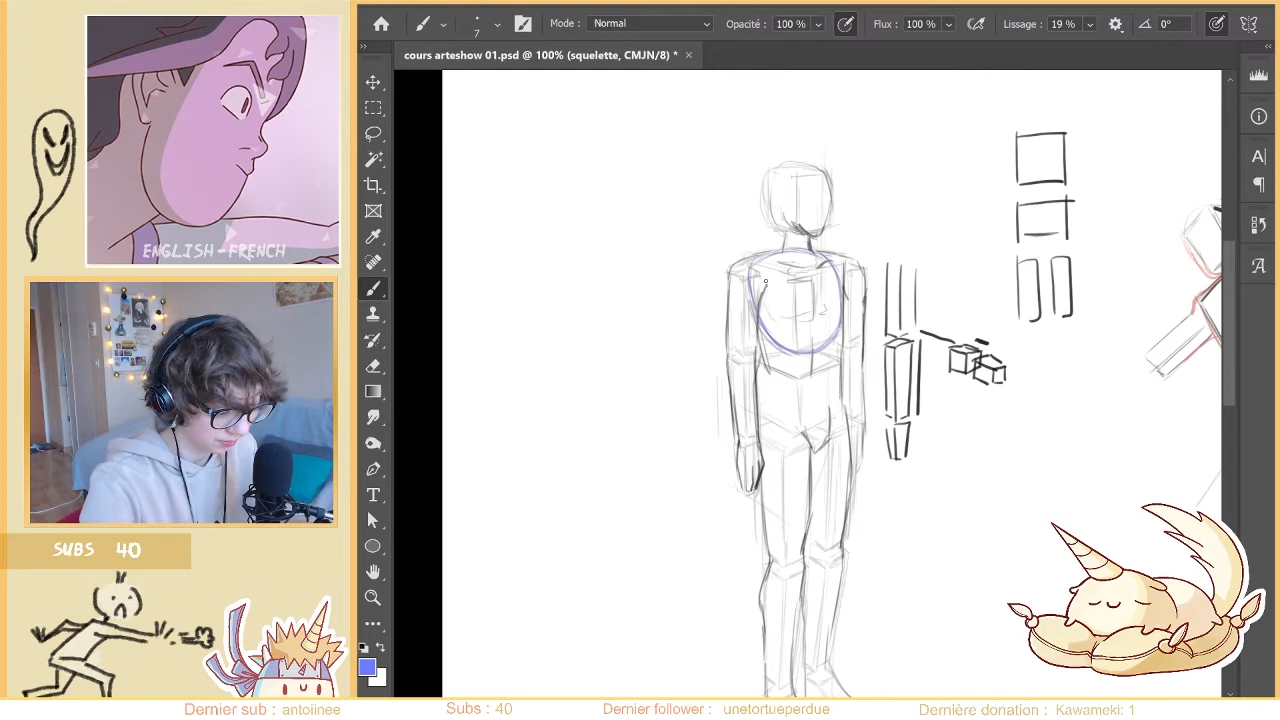 7
Mode : Normal
Opacité : 100 %
Flux : 100 %
Lissage : 19 %
0°
cours arteshow 01.psd @ 100% (squelette, CMJN/8) * ×
ENGLISH - FRENCH
SUBS 40
Dernier sub : antoiinee
Subs : 40
Dernier follower : unetortueperdue
Dernière donation : Kawameki: 1